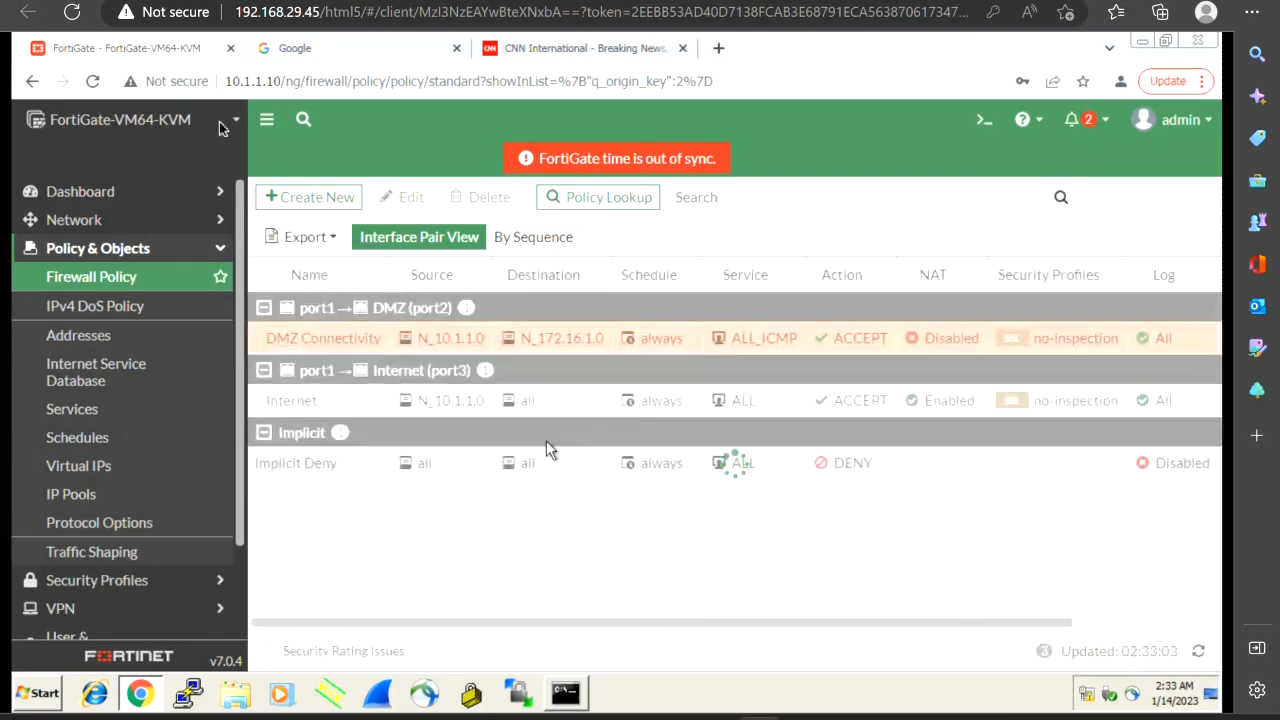 Not secure 192.168.29.45/html5/#/client/MzI3NzEAYwBteXNxbA==?token=2EEBB53AD40D7138FCAB3E68791ECA563870617347...
FortiGate - FortiGate-VM64-KVM Google CNN International - Breaking News,
Not secure 10.1.1.10/ng/firewall/policy/policy/standard?showInList=%7B"q_origin_key":2%7D Update
FortiGate-VM64-KVM 2 admin
FortiGate time is out of sync.
Dashboard
Network
Policy & Objects
Firewall Policy
IPv4 DoS Policy
Addresses
Internet Service
Database
Services
Schedules
Virtual IPs
IP Pools
Protocol Options
Traffic Shaping
Security Profiles
VPN
User &
FORTINET v7.0.4
+ Create New Edit Delete Policy Lookup Search
Export Interface Pair View By Sequence
Name Source Destination Schedule Service Action NAT Security Profiles Log
port1 → DMZ (port2) 1
DMZ Connectivity N_10.1.1.0 N_172.16.1.0 always ALL_ICMP ACCEPT Disabled no-inspection All
port1 → Internet (port3) 1
Internet N_10.1.1.0 all always ALL ACCEPT Enabled no-inspection All
Implicit 1
Implicit Deny all all always ALL DENY Disabled
Security Rating Issues 3 Updated: 02:33:03
Start 2:33 AM
1/14/2023